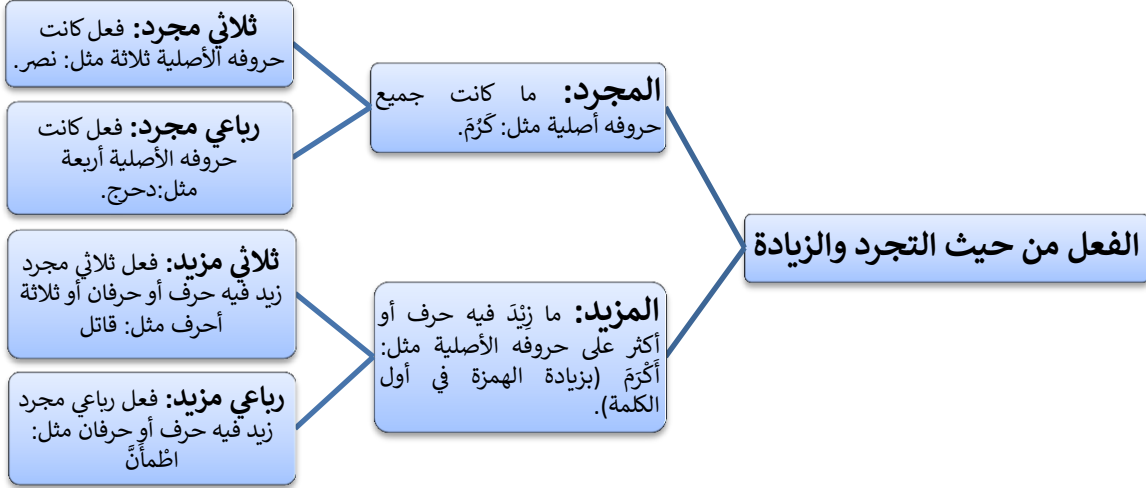 الفعل من حيث التجرد والزيادة
المجرد: ما كانت جميع
حروفه أصلية مثل: كَرُمَ.
ثلاثي مجرد: فعل كانت
حروفه الأصلية ثلاثة مثل: نصر.
رباعي مجرد: فعل كانت
حروفه الأصلية أربعة
مثل:دحرج.
المزيد: ما زِيْدَ فيه حرف أو
أكثر على حروفه الأصلية مثل:
أَكْرَمَ (بزيادة الهمزة في أول
الكلمة).
ثلاثي مزيد: فعل ثلاثي مجرد
زيد فيه حرف أو حرفان أو ثلاثة
أحرف مثل: قاتل
رباعي مزيد: فعل رباعي مجرد
زيد فيه حرف أو حرفان مثل:
اطْمأَنَّ